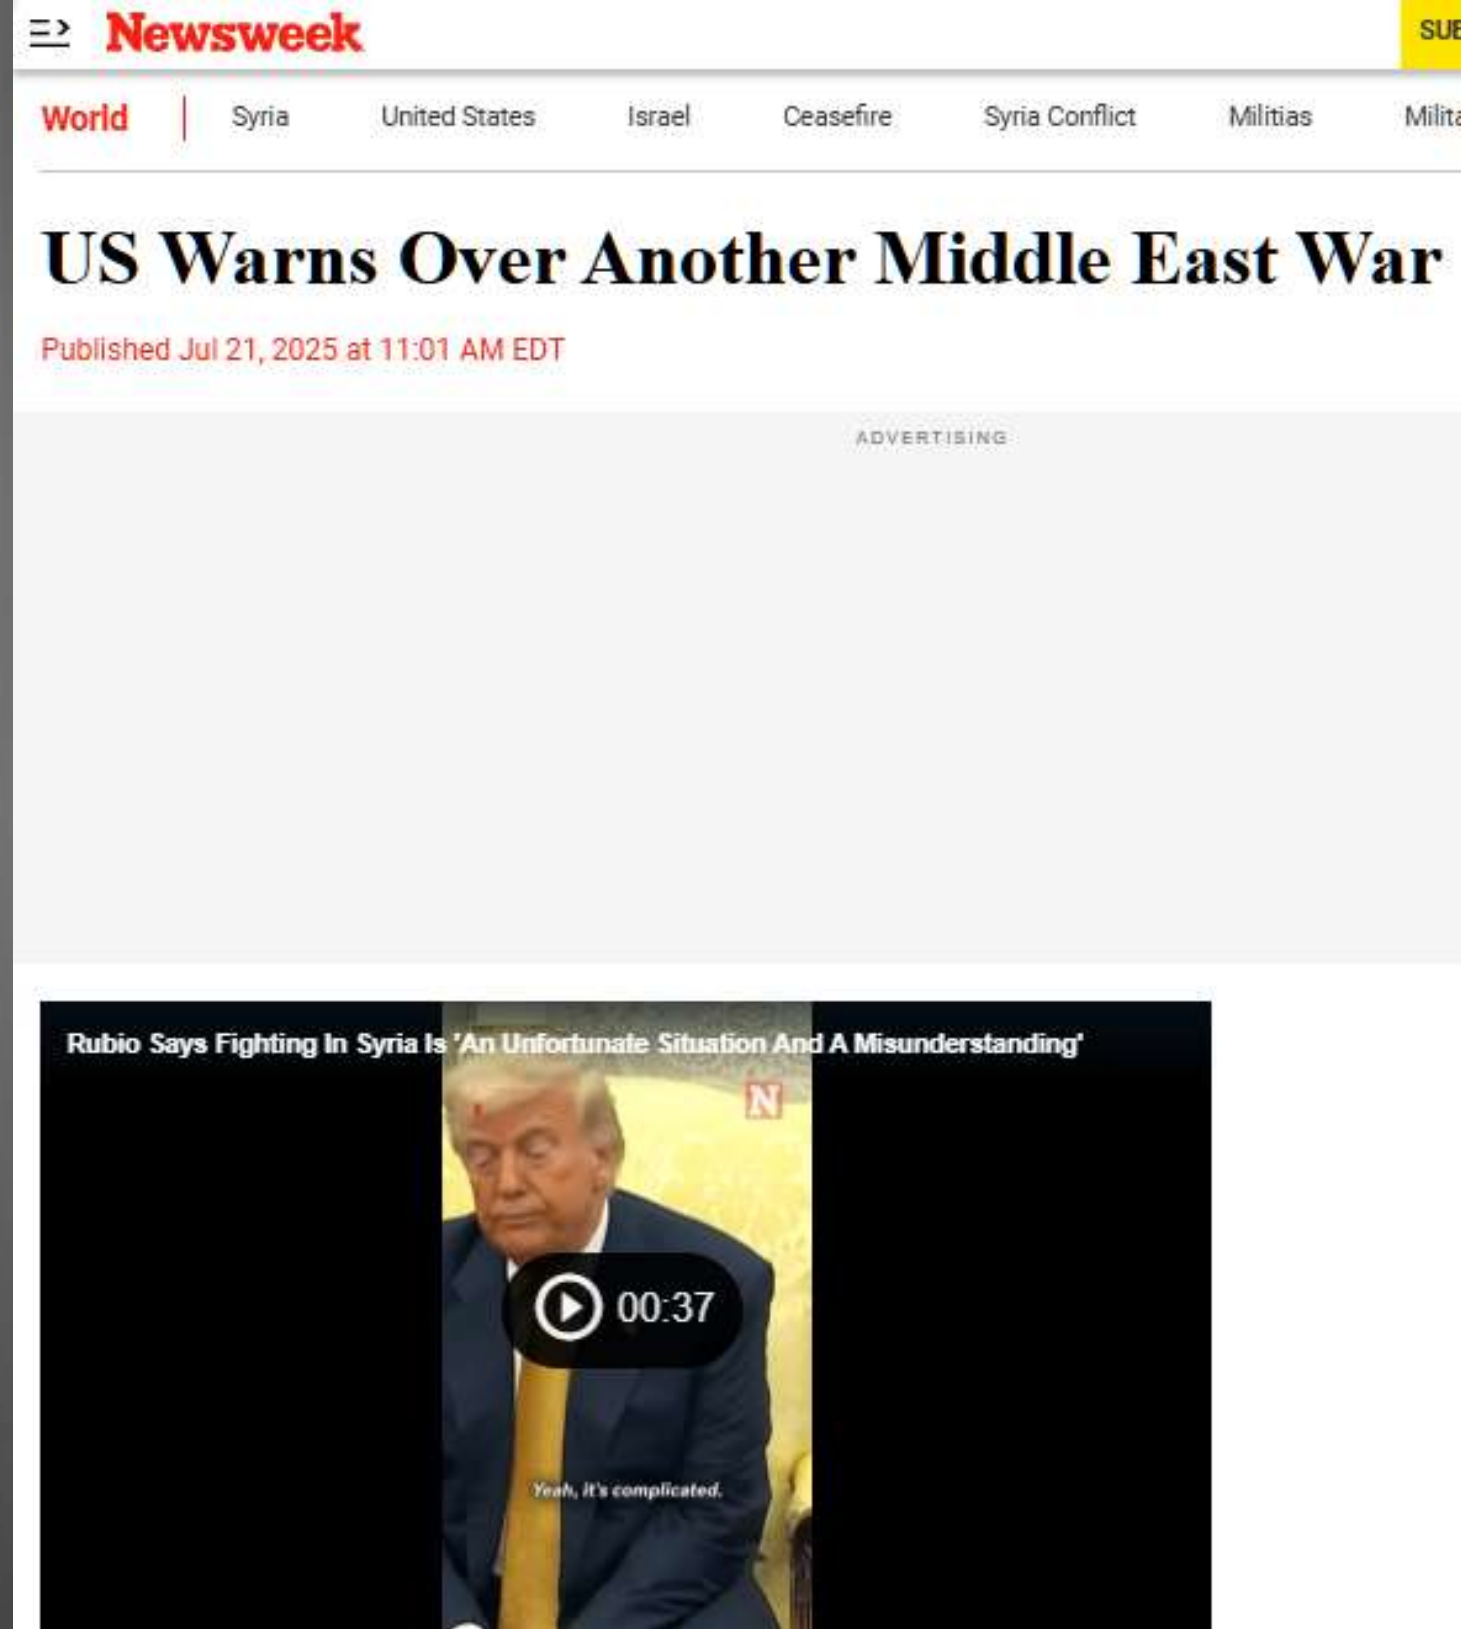 Newsweek
World
Syria
United States
Israel
Ceasefire
Syria Conflict
Militias
US Warns Over Another Middle East War
Published Jul 21, 2025 at 11:01 AM EDT
ADVERTISING
Rubio Says Fighting In Syria Is 'An Unfortunate Situation And A Misunderstanding'
N
00:37
Yeah, it's complicated.